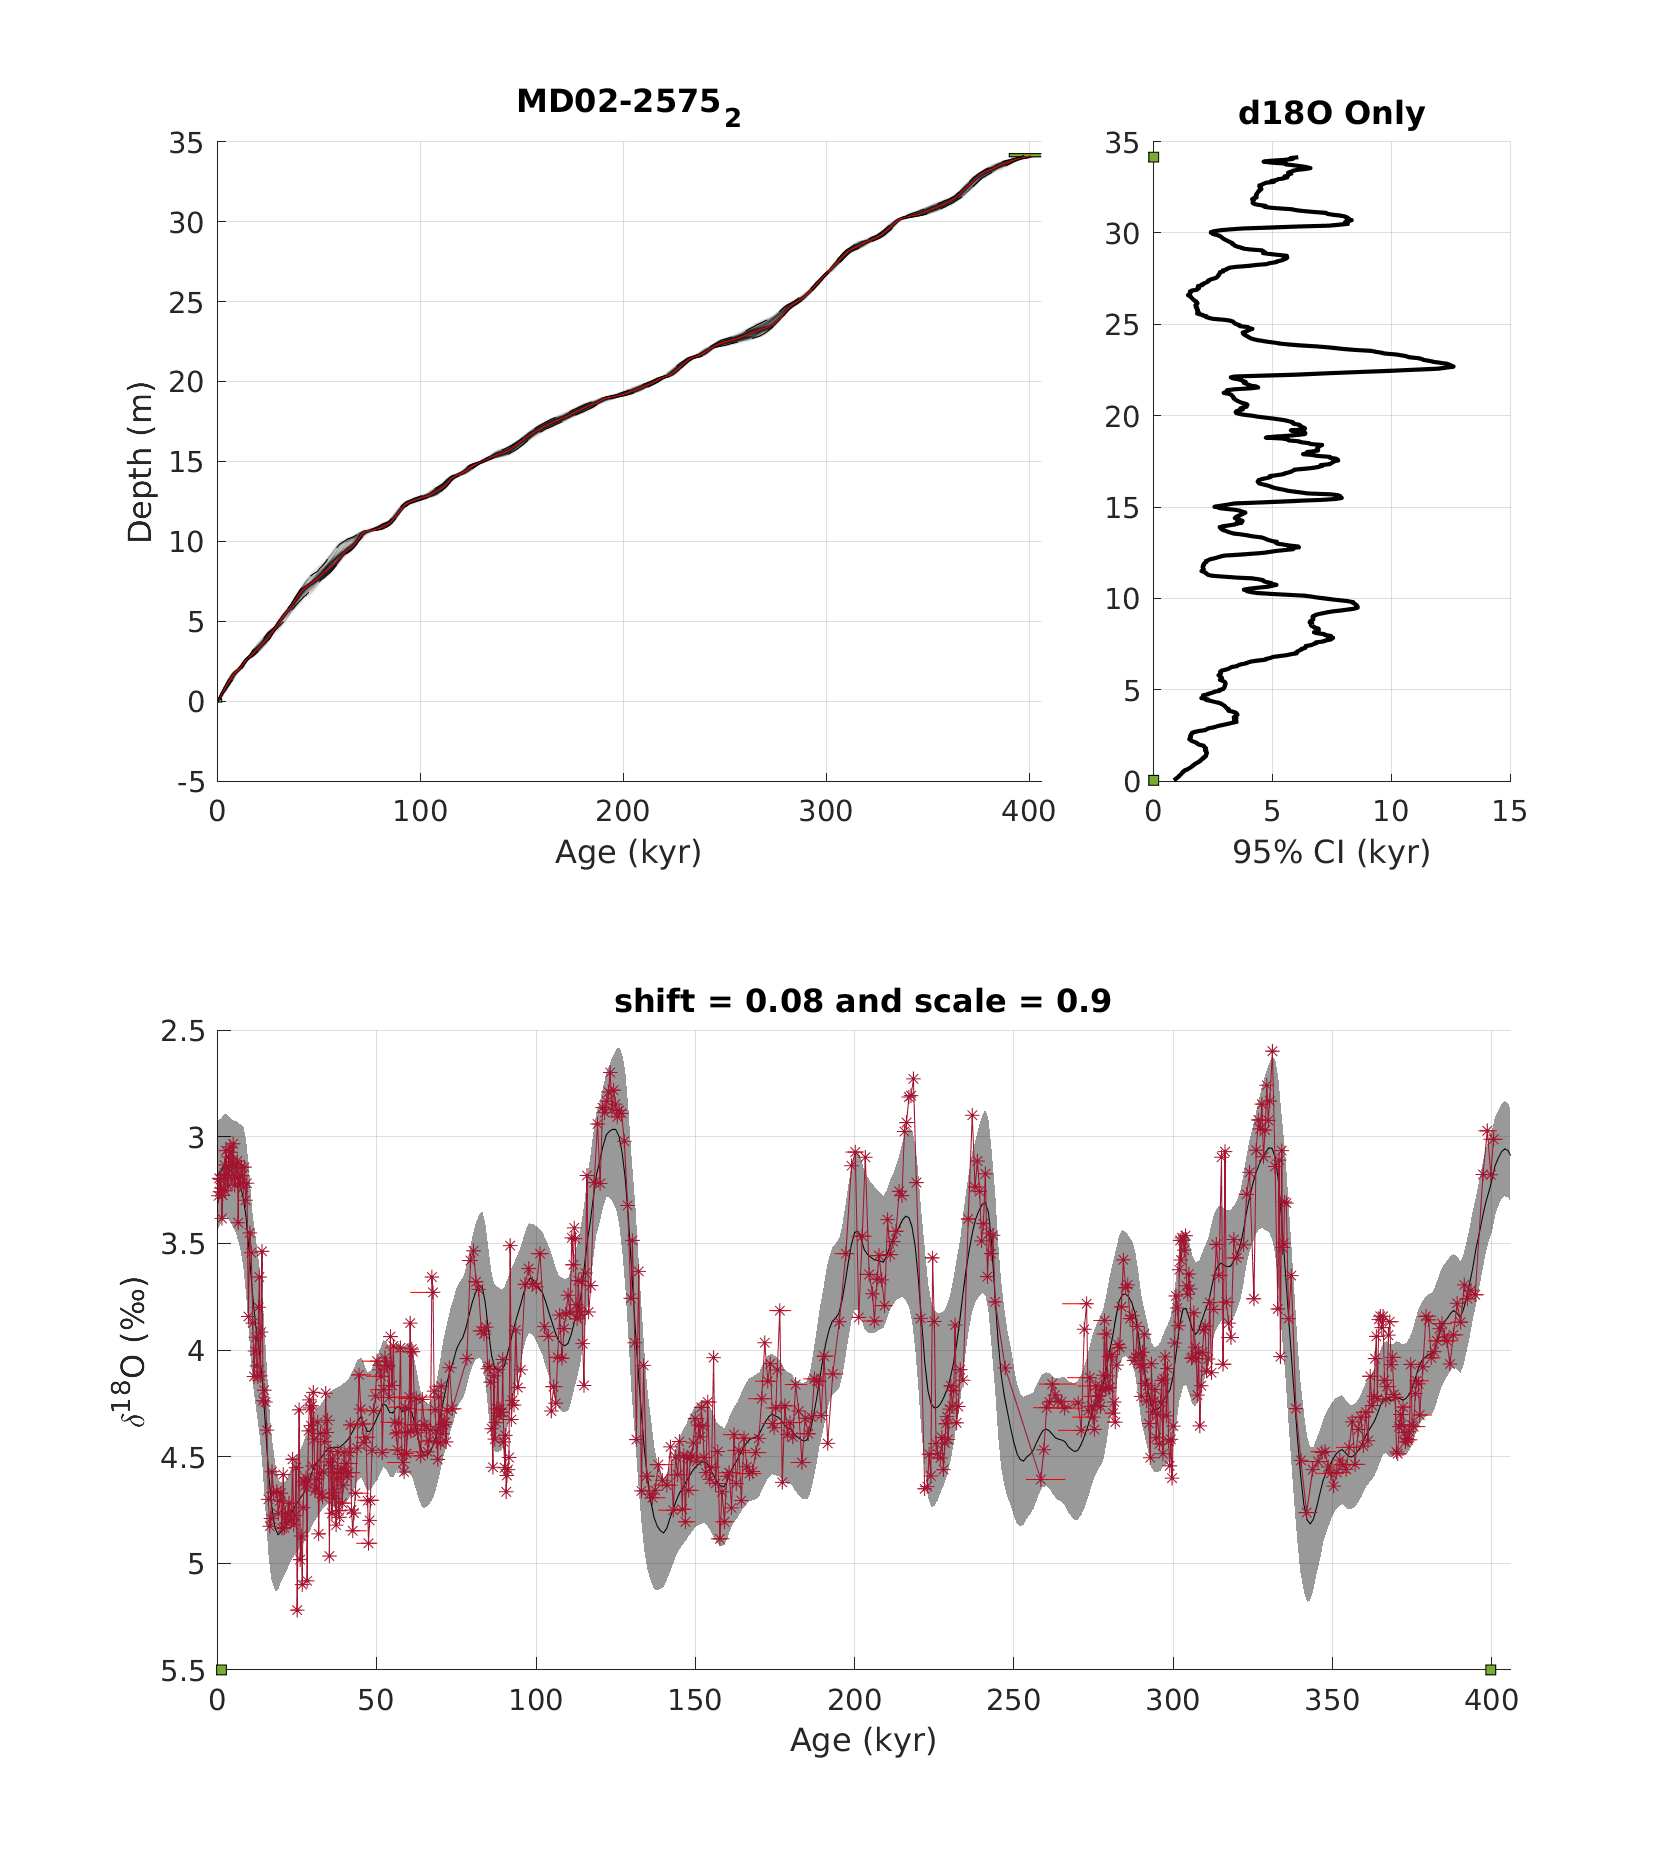 MD02-2575₂
35
30
25
20
15
10
5
0
-5
Depth (m)
0 100 200 300 400
Age (kyr)
d18O Only
35
30
25
20
15
10
5
0
0 5 10 15
95% CI (kyr)
shift = 0.08 and scale = 0.9
2.5
3
3.5
4
4.5
5
5.5
δ¹⁸O (‰)
0 50 100 150 200 250 300 350 400
Age (kyr)